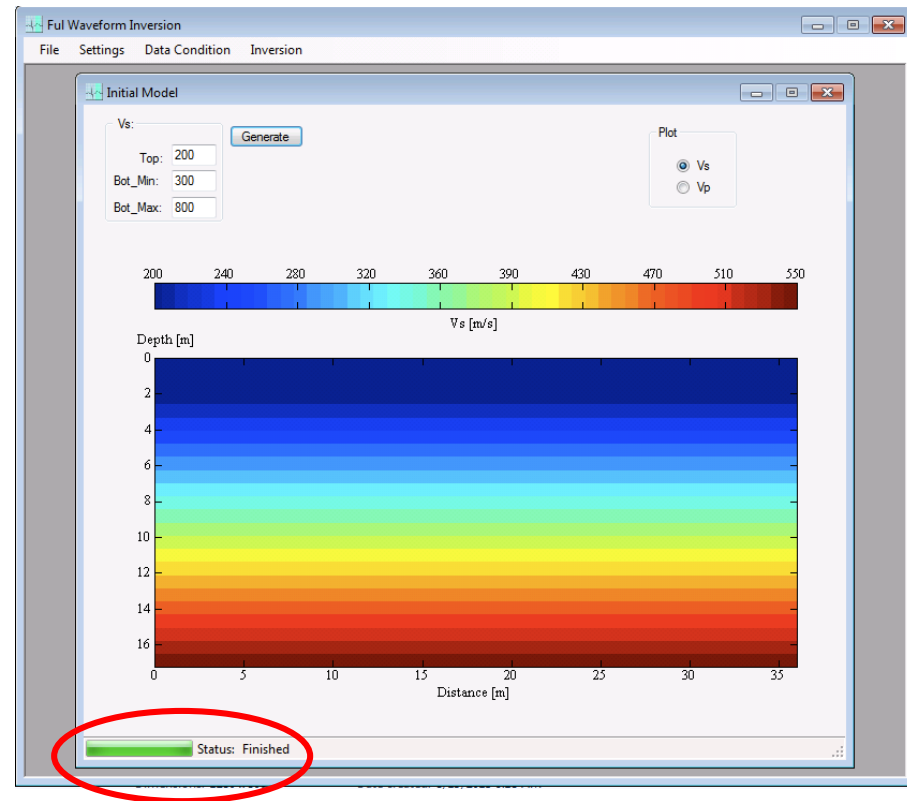 Ful Waveform Inversion
File Settings Data Condition Inversion
Initial Model
Vs:
Generate
Top: 200
Bot_Min: 300
Bot_Max: 800
Plot
Vs
Vp
200 240 280 320 360 390 430 470 510 550
Vs [m/s]
Depth [m]
0
2
4
6
8
10
12
14
16
0 5 10 15 20 25 30 35
Distance [m]
Status: Finished